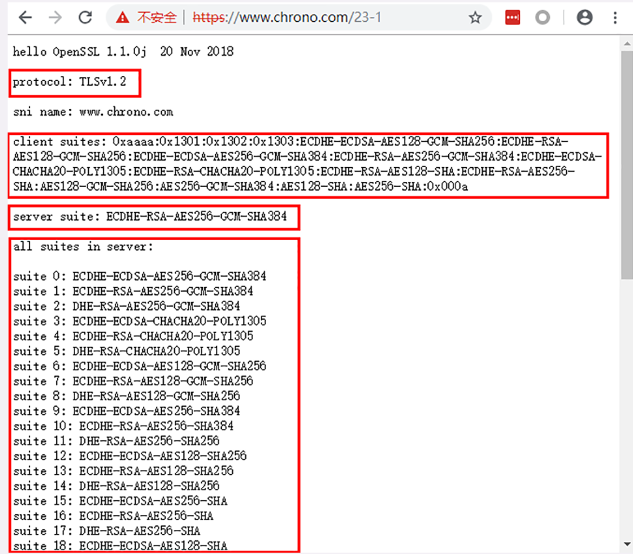 不安全 | https://www.chrono.com/23-1
hello OpenSSL 1.1.0j 20 Nov 2018
protocol: TLSv1.2
sni name: www.chrono.com
client suites: 0xaaaa:0x1301:0x1302:0x1303:ECDHE-ECDSA-AES128-GCM-SHA256:ECDHE-RSA-
AES128-GCM-SHA256:ECDHE-ECDSA-AES256-GCM-SHA384:ECDHE-RSA-AES256-GCM-SHA384:ECDHE-ECDSA-
CHACHA20-POLY1305:ECDHE-RSA-CHACHA20-POLY1305:ECDHE-RSA-AES128-SHA:ECDHE-RSA-AES256-
SHA:AES128-GCM-SHA256:AES256-GCM-SHA384:AES128-SHA:AES256-SHA:0x000a
server suite: ECDHE-RSA-AES256-GCM-SHA384
all suites in server:
suite 0: ECDHE-ECDSA-AES256-GCM-SHA384
suite 1: ECDHE-RSA-AES256-GCM-SHA384
suite 2: DHE-RSA-AES256-GCM-SHA384
suite 3: ECDHE-ECDSA-CHACHA20-POLY1305
suite 4: ECDHE-RSA-CHACHA20-POLY1305
suite 5: DHE-RSA-CHACHA20-POLY1305
suite 6: ECDHE-ECDSA-AES128-GCM-SHA256
suite 7: ECDHE-RSA-AES128-GCM-SHA256
suite 8: DHE-RSA-AES128-GCM-SHA256
suite 9: ECDHE-ECDSA-AES256-SHA384
suite 10: ECDHE-RSA-AES256-SHA384
suite 11: DHE-RSA-AES256-SHA256
suite 12: ECDHE-ECDSA-AES128-SHA256
suite 13: ECDHE-RSA-AES128-SHA256
suite 14: DHE-RSA-AES128-SHA256
suite 15: ECDHE-ECDSA-AES256-SHA
suite 16: ECDHE-RSA-AES256-SHA
suite 17: DHE-RSA-AES256-SHA
suite 18: ECDHE-ECDSA-AES128-SHA